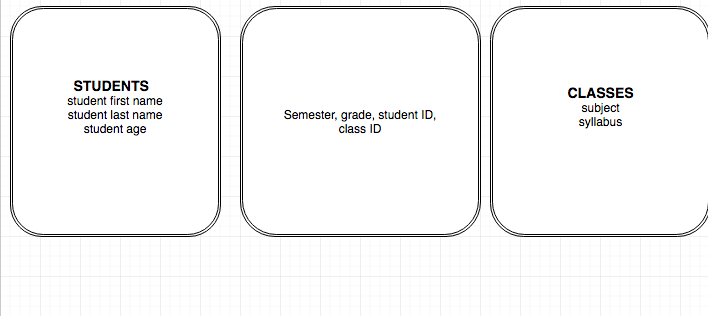 STUDENTS
student first name
student last name
student age
Semester, grade, student ID,
class ID
CLASSES
subject
syllabus